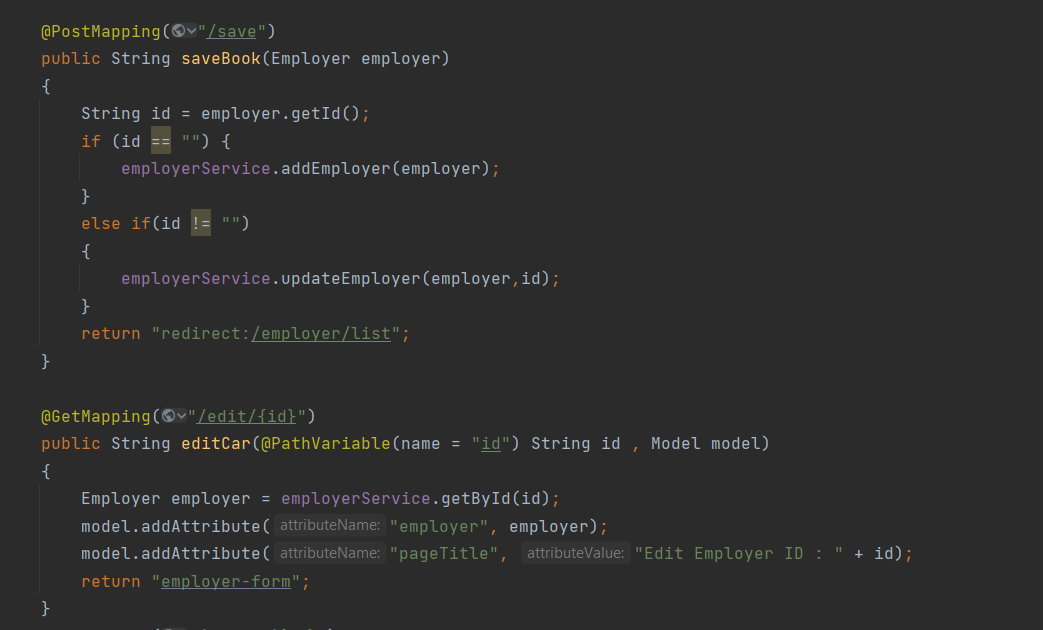 @PostMapping("/save")
public String saveBook(Employer employer)
{
String id = employer.getId();
if (id == "") {
employerService.addEmployer(employer);
}
else if(id != "")
{
employerService.updateEmployer(employer,id);
}
return "redirect:/employer/list";
}
@GetMapping("/edit/{id}")
public String editCar(@PathVariable(name = "id") String id , Model model)
{
Employer employer = employerService.getById(id);
model.addAttribute( attributeName: "employer", employer);
model.addAttribute( attributeName: "pageTitle", attributeValue: "Edit Employer ID : " + id);
return "employer-form";
}